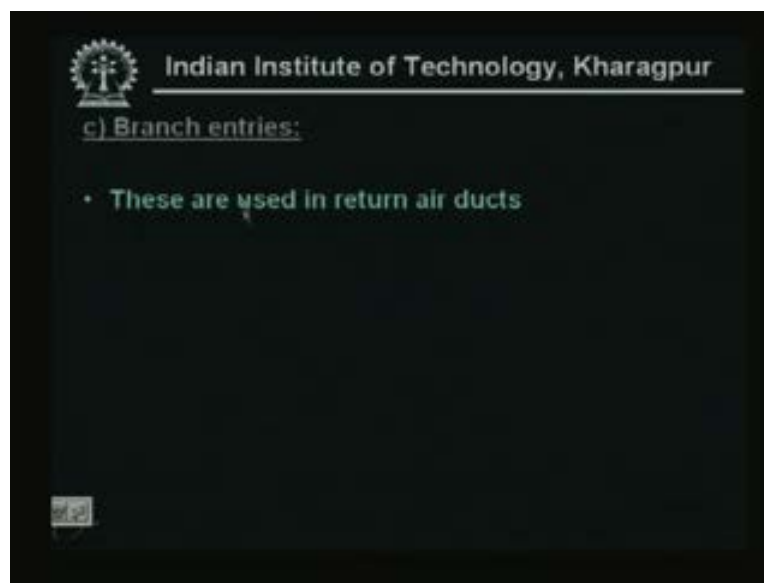 Indian Institute of Technology, Kharagpur
c) Branch entries:
• These are used in return air ducts